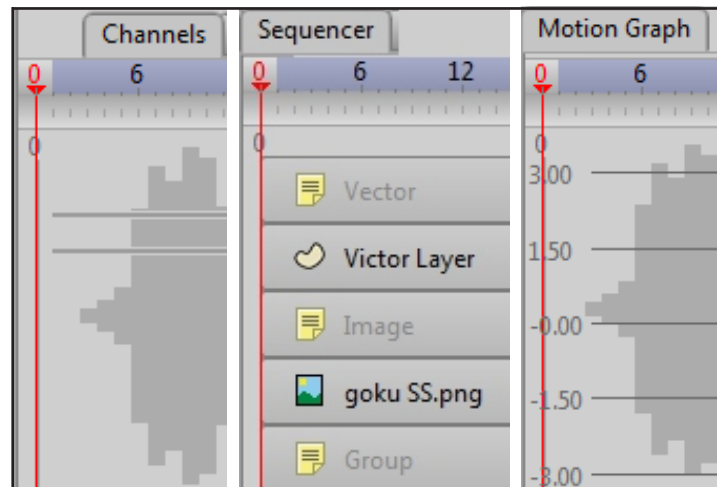 Channels
0 6
0
Sequencer
0 6 12
0
Vector
Victor Layer
Image
goku SS.png
Group
Motion Graph
0 6
0
3.00
1.50
-0.00
-1.50
-3.00